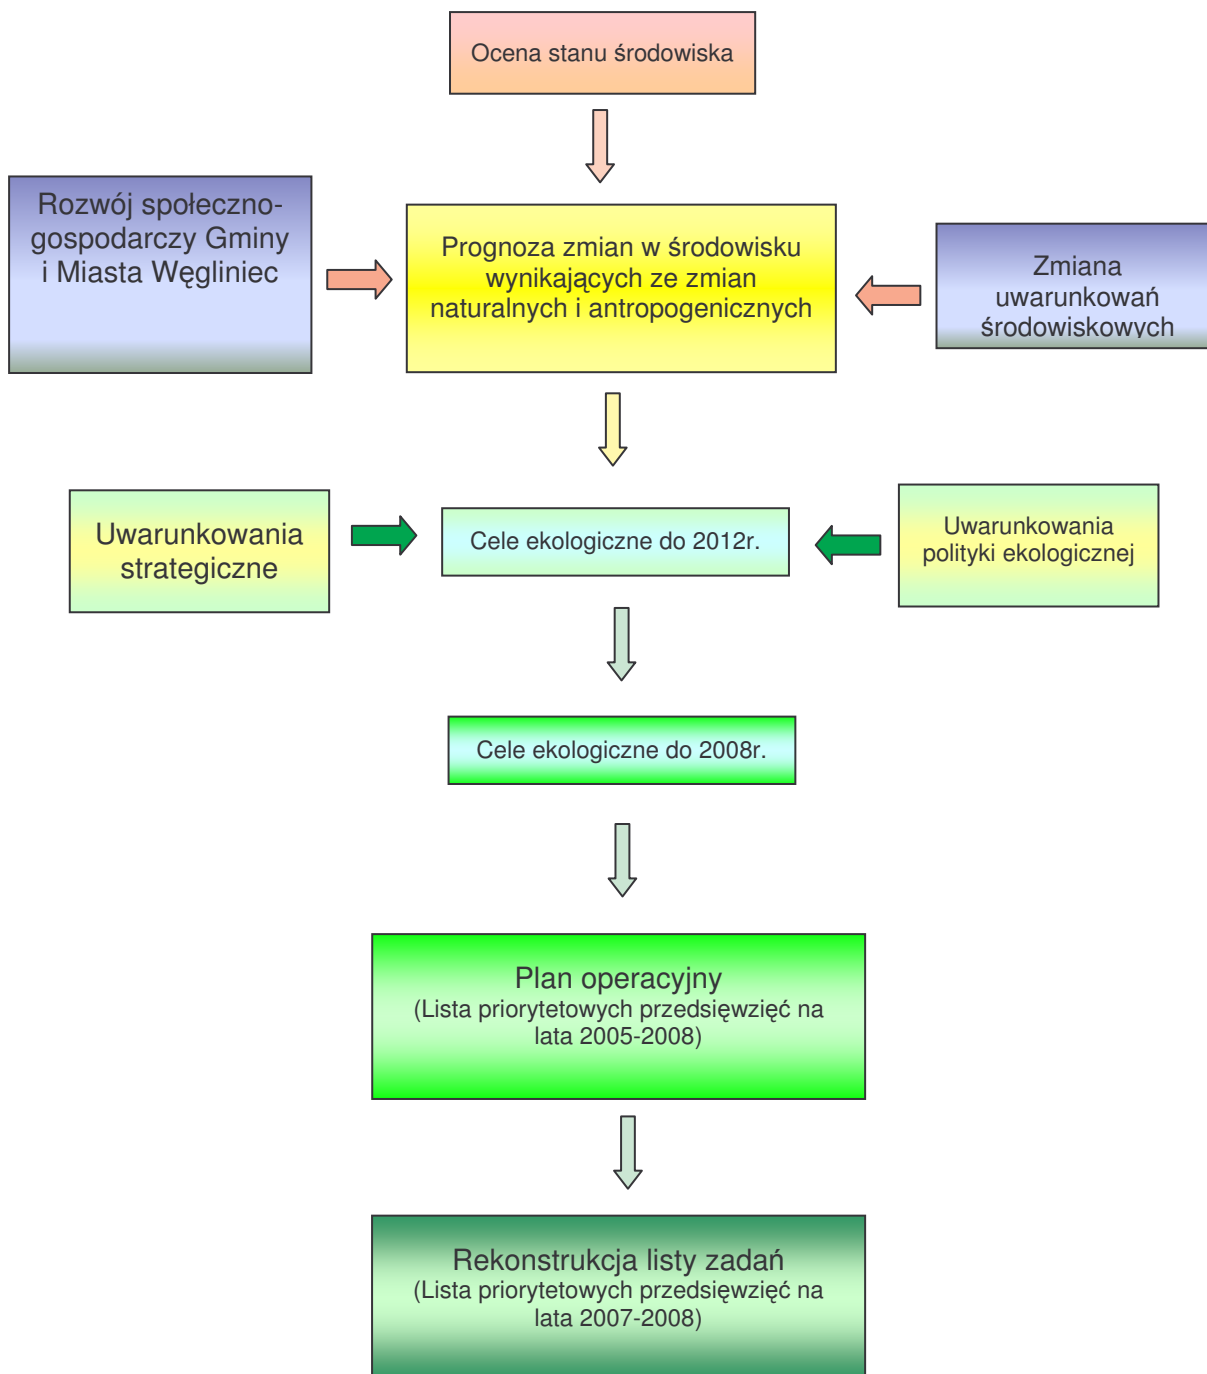 Ocena stanu środowiska
Rozwój społeczno-
gospodarczy Gminy
i Miasta Węgliniec
Prognoza zmian w środowisku
wynikających ze zmian
naturalnych i antropogenicznych
Zmiana
uwarunkowań
środowiskowych
Uwarunkowania
strategiczne
Cele ekologiczne do 2012r.
Uwarunkowania
polityki ekologicznej
Cele ekologiczne do 2008r.
Plan operacyjny
(Lista priorytetowych przedsięwzięć na
lata 2005-2008)
Rekonstrukcja listy zadań
(Lista priorytetowych przedsięwzięć na
lata 2007-2008)